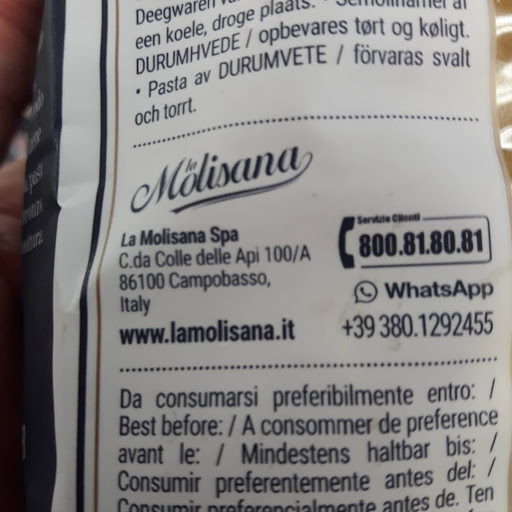 Deegwaren
een koele, droge plaats. • Semolinamel af
DURUMHVEDE / opbevares tørt og køligt.
• Pasta av DURUMVETE / förvaras svalt
och torrt.
la Molisana
La Molisana Spa
C.da Colle delle Api 100/A
86100 Campobasso,
Italy
www.lamolisana.it
Servizio Clienti
800.81.80.81
WhatsApp
+39 380.1292455
Da consumarsi preferibilmente entro: /
Best before: / A consommer de preference
avant le: / Mindestens haltbar bis: /
Consumir preferentemente antes del: /
Consumir preferencialmente antes de. Ten